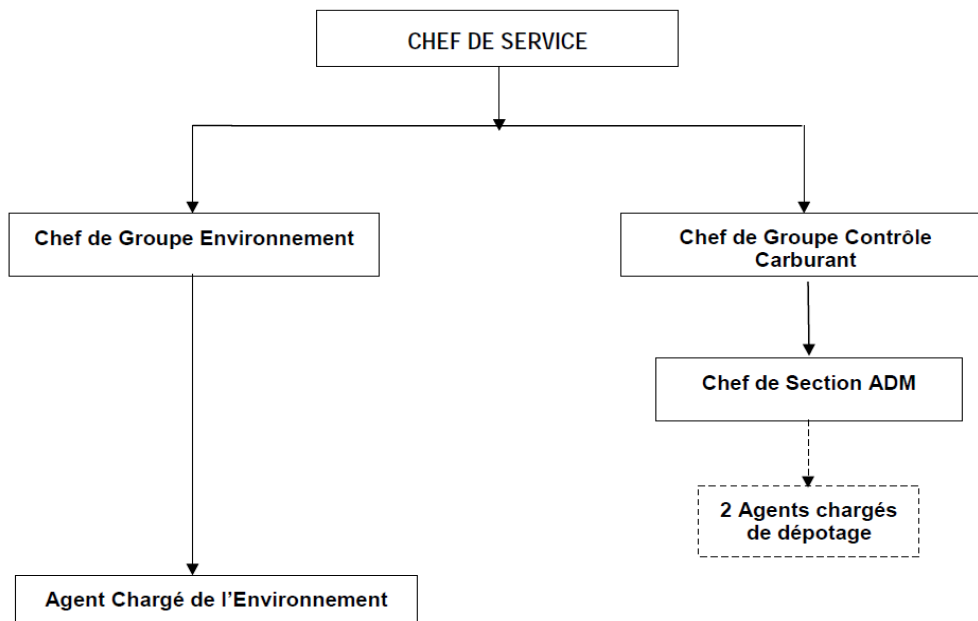 CHEF DE SERVICE
Chef de Groupe Environnement
Chef de Groupe Contrôle
Carburant
Chef de Section ADM
2 Agents chargés
de dépotage
Agent Chargé de l'Environnement